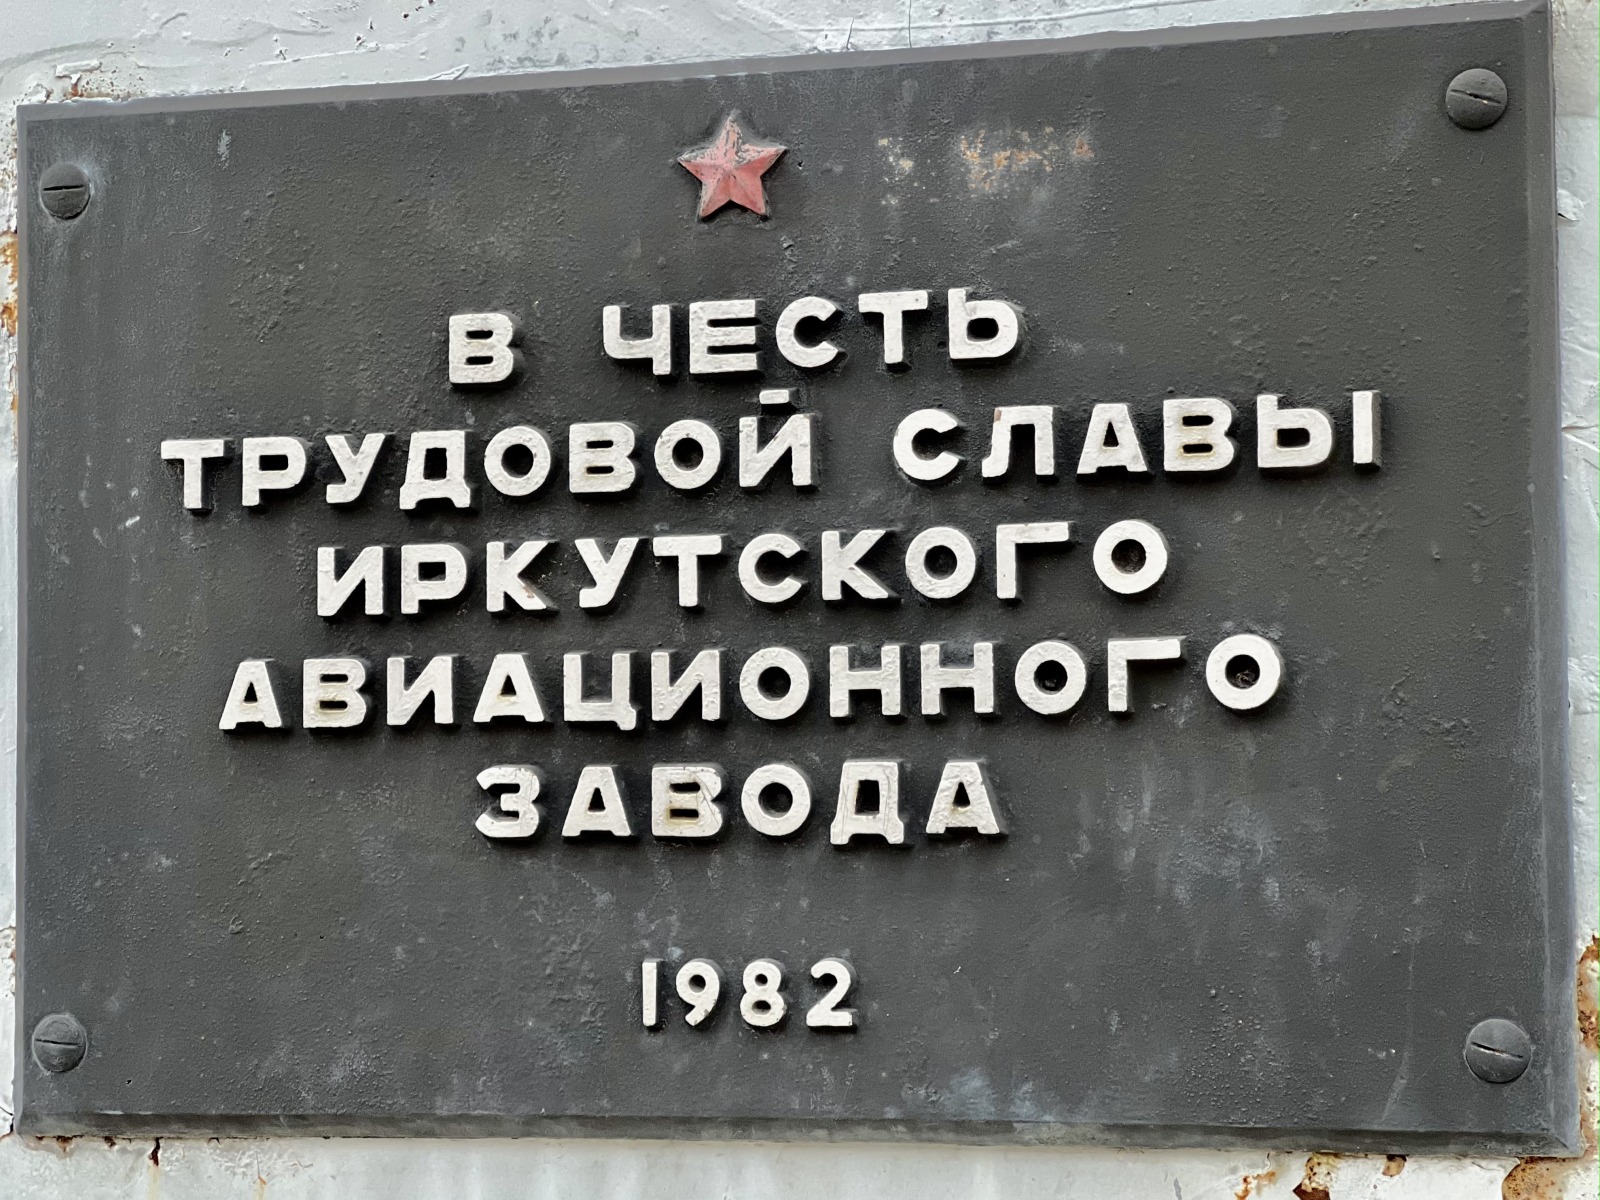 В ЧЕСТЬ
ТРУДОВОЙ СЛАВЫ
ИРКУТСКОГО
АВИАЦИОННОГО
ЗАВОДА
1982